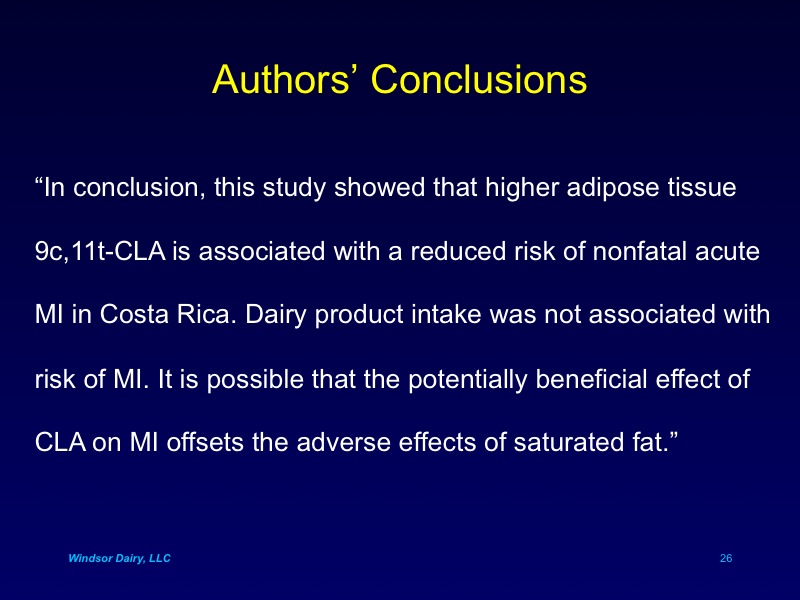 Authors’ Conclusions
“In conclusion, this study showed that higher adipose tissue
9c,11t-CLA is associated with a reduced risk of nonfatal acute
MI in Costa Rica. Dairy product intake was not associated with
risk of MI. It is possible that the potentially beneficial effect of
CLA on MI offsets the adverse effects of saturated fat.”
Windsor Dairy, LLC
26